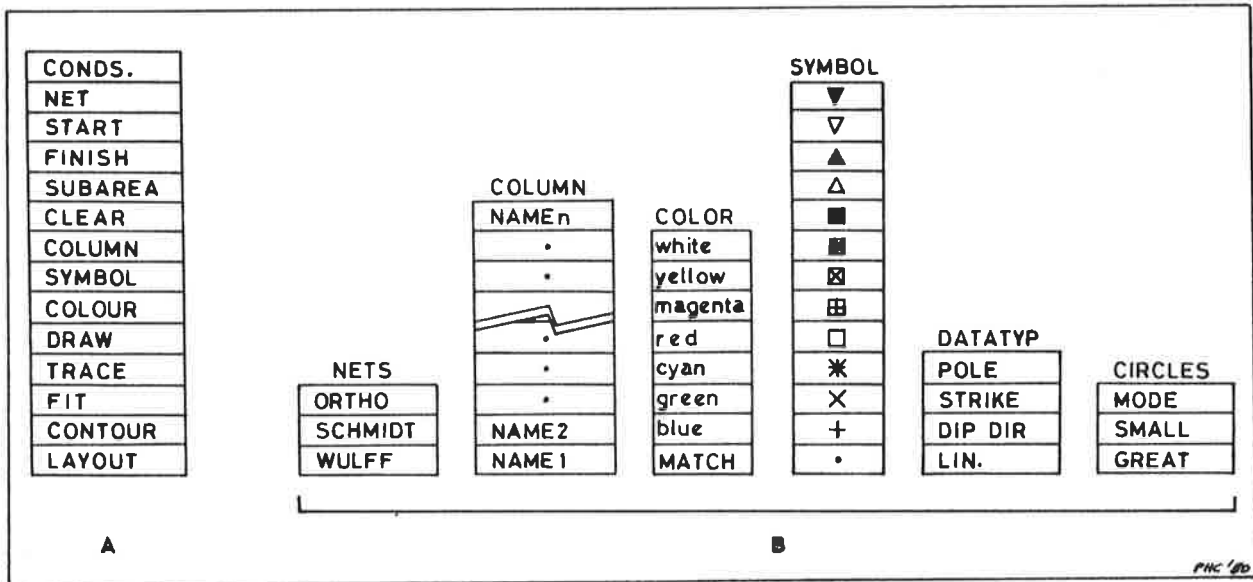 CONDS.
NET
START
FINISH
SUBAREA
CLEAR
COLUMN
SYMBOL
COLOUR
DRAW
TRACE
FIT
CONTOUR
LAYOUT
A
NETS
ORTHO
SCHMIDT
WULFF
COLUMN
NAMEn
NAME2
NAME1
COLOR
white
yellow
magenta
red
cyan
green
blue
MATCH
SYMBOL
DATATYP
POLE
STRIKE
DIP DIR
LIN.
CIRCLES
MODE
SMALL
GREAT
B